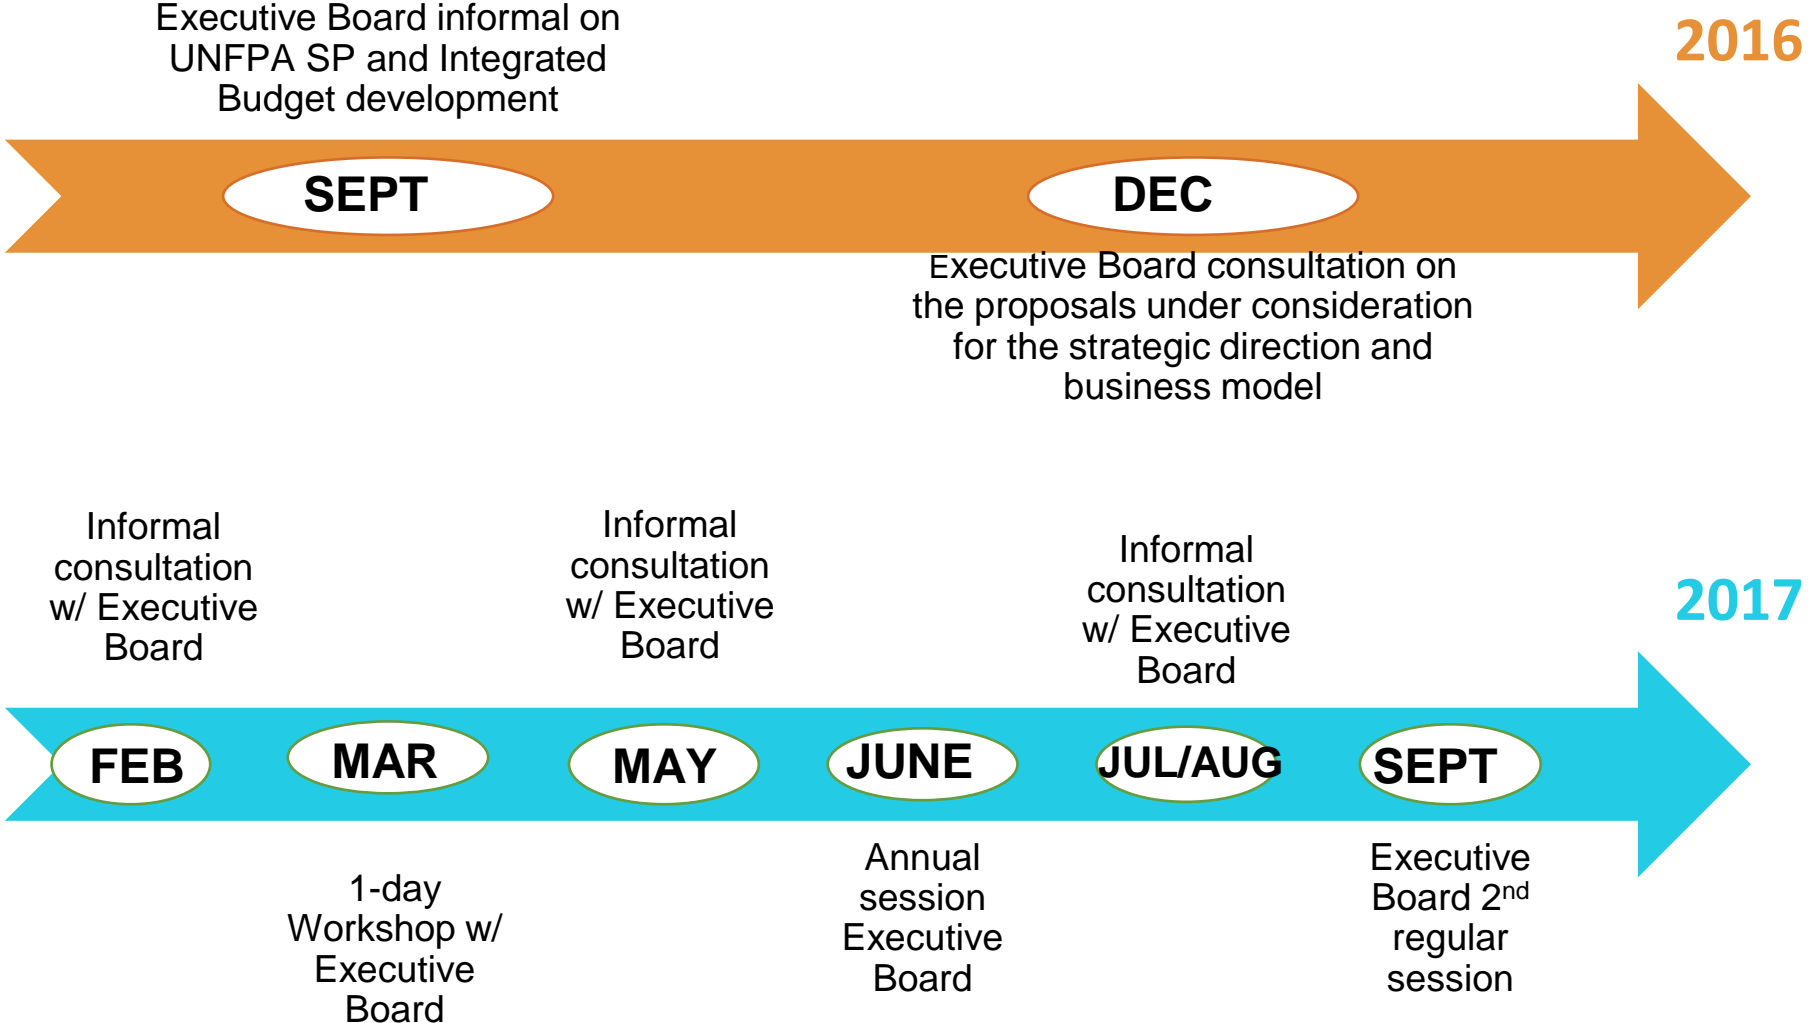 Executive Board informal on
UNFPA SP and Integrated
Budget development
2016
SEPT
DEC
Executive Board consultation on
the proposals under consideration
for the strategic direction and
business model
Informal
consultation
w/ Executive
Board
Informal
consultation
w/ Executive
Board
Informal
consultation
w/ Executive
Board
2017
FEB
MAR
MAY
JUNE
JUL/AUG
SEPT
1-day
Workshop w/
Executive
Board
Annual
session
Executive
Board
Executive
Board 2nd
regular
session